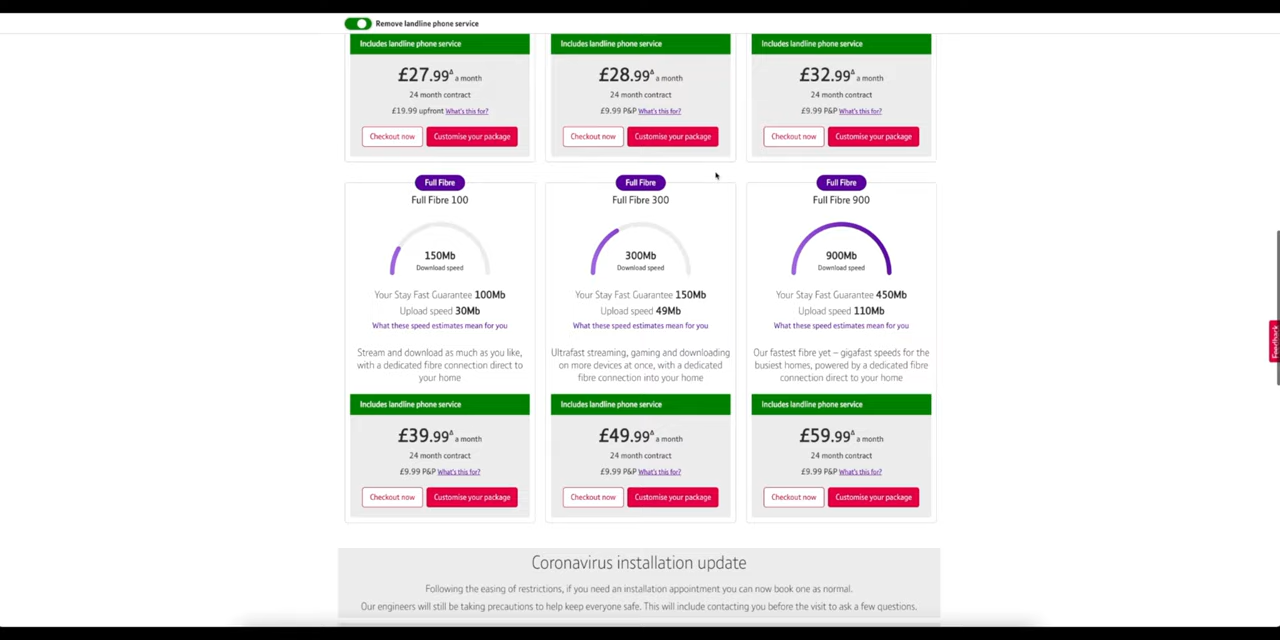 Remove landline phone service
Includes landline phone service
£27.99Δ a month
24 month contract
£19.99 upfront What's this for?
Checkout now
Customise your package
Includes landline phone service
£28.99Δ a month
24 month contract
£9.99 P&P What's this for?
Checkout now
Customise your package
Includes landline phone service
£32.99Δ a month
24 month contract
£9.99 P&P What's this for?
Checkout now
Customise your package
Full Fibre
Full Fibre 100
150Mb
Download speed
Your Stay Fast Guarantee 100Mb
Upload speed 30Mb
What these speed estimates mean for you
Stream and download as much as you like,
with a dedicated fibre connection direct to
your home
Includes landline phone service
£39.99Δ a month
24 month contract
£9.99 P&P What's this for?
Checkout now
Customise your package
Full Fibre
Full Fibre 300
300Mb
Download speed
Your Stay Fast Guarantee 150Mb
Upload speed 49Mb
What these speed estimates mean for you
Ultrafast streaming, gaming and downloading
on more devices at once, with a dedicated
fibre connection into your home
Includes landline phone service
£49.99Δ a month
24 month contract
£9.99 P&P What's this for?
Checkout now
Customise your package
Full Fibre
Full Fibre 900
900Mb
Download speed
Your Stay Fast Guarantee 450Mb
Upload speed 110Mb
What these speed estimates mean for you
Our fastest fibre yet – gigafast speeds for the
busiest homes, powered by a dedicated fibre
connection direct to your home
Includes landline phone service
£59.99Δ a month
24 month contract
£9.99 P&P What's this for?
Checkout now
Customise your package
Feedback
Coronavirus installation update
Following the easing of restrictions, if you need an installation appointment you can now book one as normal.
Our engineers will still be taking precautions to help keep everyone safe. This will include contacting you before the visit to ask a few questions.